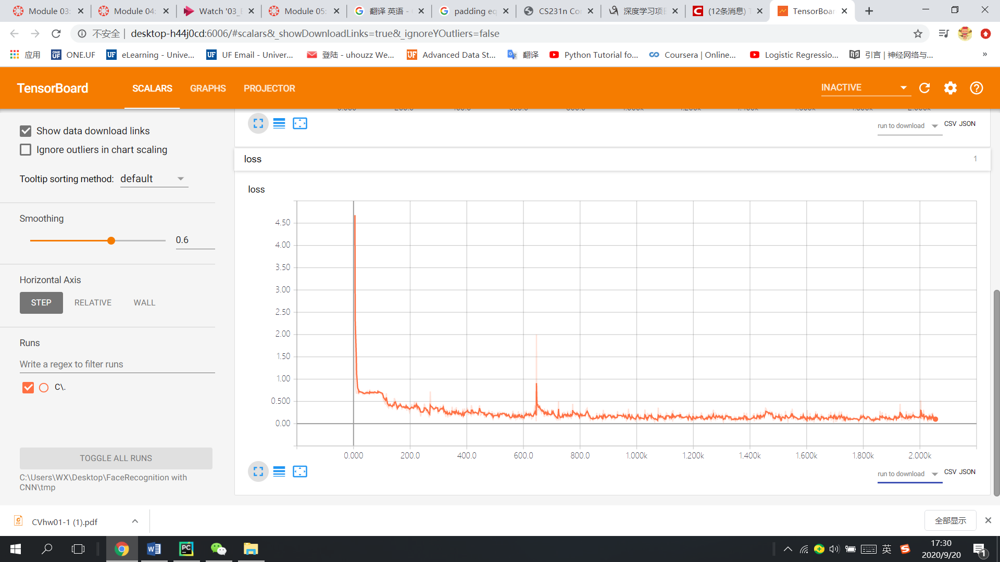 Module 03:
Module 04:
Watch '03_
Module 05:
翻译 英语 -
padding eq
CS231n Co
深度学习项
(12条消息)
TensorBoar
不安全 | desktop-h44j0cd:6006/#scalars&_showDownloadLinks=true&_ignoreYOutliers=false
应用
ONE.UF
eLearning - Unive...
UF Email - Univer...
登陆 - uhouzz We...
Advanced Data St...
翻译
Python Tutorial fo...
Coursera | Online...
Logistic Regressio...
引言 | 神经网络与...
»
TensorBoard
SCALARS
GRAPHS
PROJECTOR
INACTIVE
Show data download links
Ignore outliers in chart scaling
Tooltip sorting method: default
Smoothing
0.6
Horizontal Axis
STEP RELATIVE WALL
Runs
Write a regex to filter runs
C\.
TOGGLE ALL RUNS
C:\Users\WX\Desktop\FaceRecognition with
CNN\tmp
run to download CSV JSON
loss 1
loss
4.50
4.00
3.50
3.00
2.50
2.00
1.50
1.00
0.500
0.00
0.000 200.0 400.0 600.0 800.0 1.000k 1.200k 1.400k 1.600k 1.800k 2.000k
run to download CSV JSON
CVhw01-1 (1).pdf
全部显示
英
17:30
2020/9/20
1